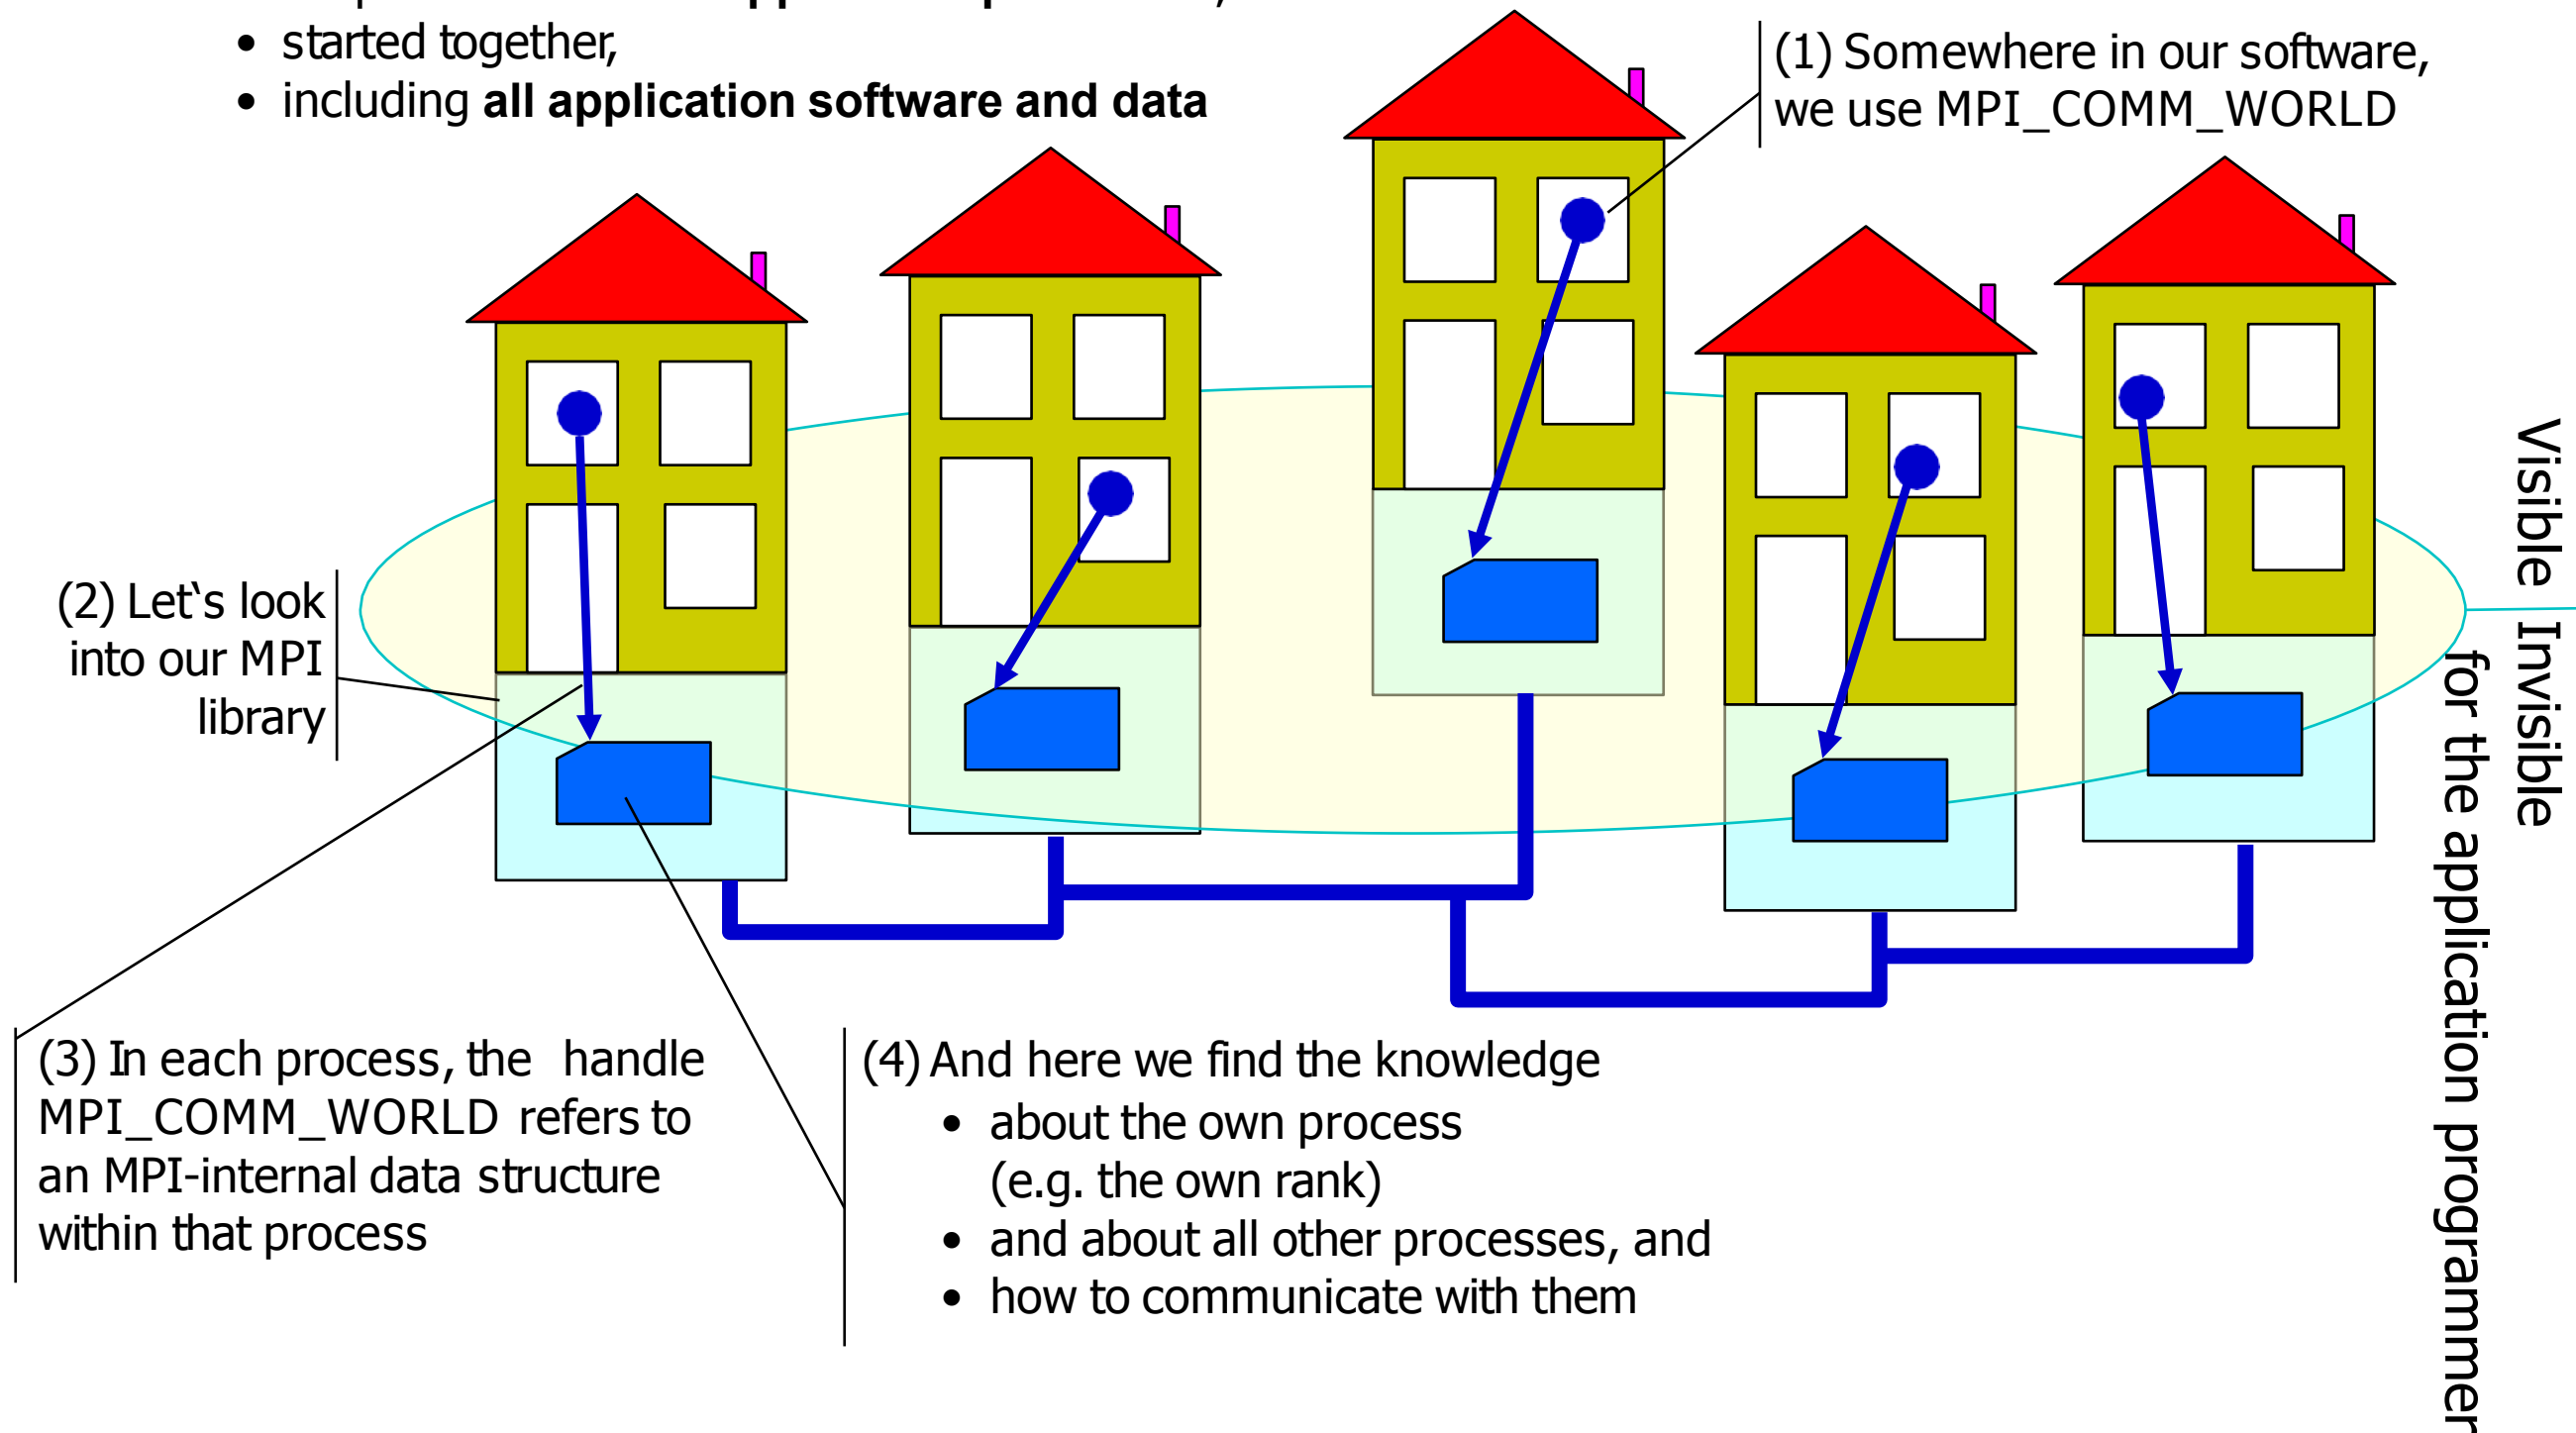 • started together,
• including all application software and data
(1) Somewhere in our software,
we use MPI_COMM_WORLD
(2) Let‘s look
into our MPI
library
Visible Invisible
for the application programmer
(3) In each process, the handle
MPI_COMM_WORLD refers to
an MPI-internal data structure
within that process
(4) And here we find the knowledge
• about the own process
(e.g. the own rank)
• and about all other processes, and
• how to communicate with them